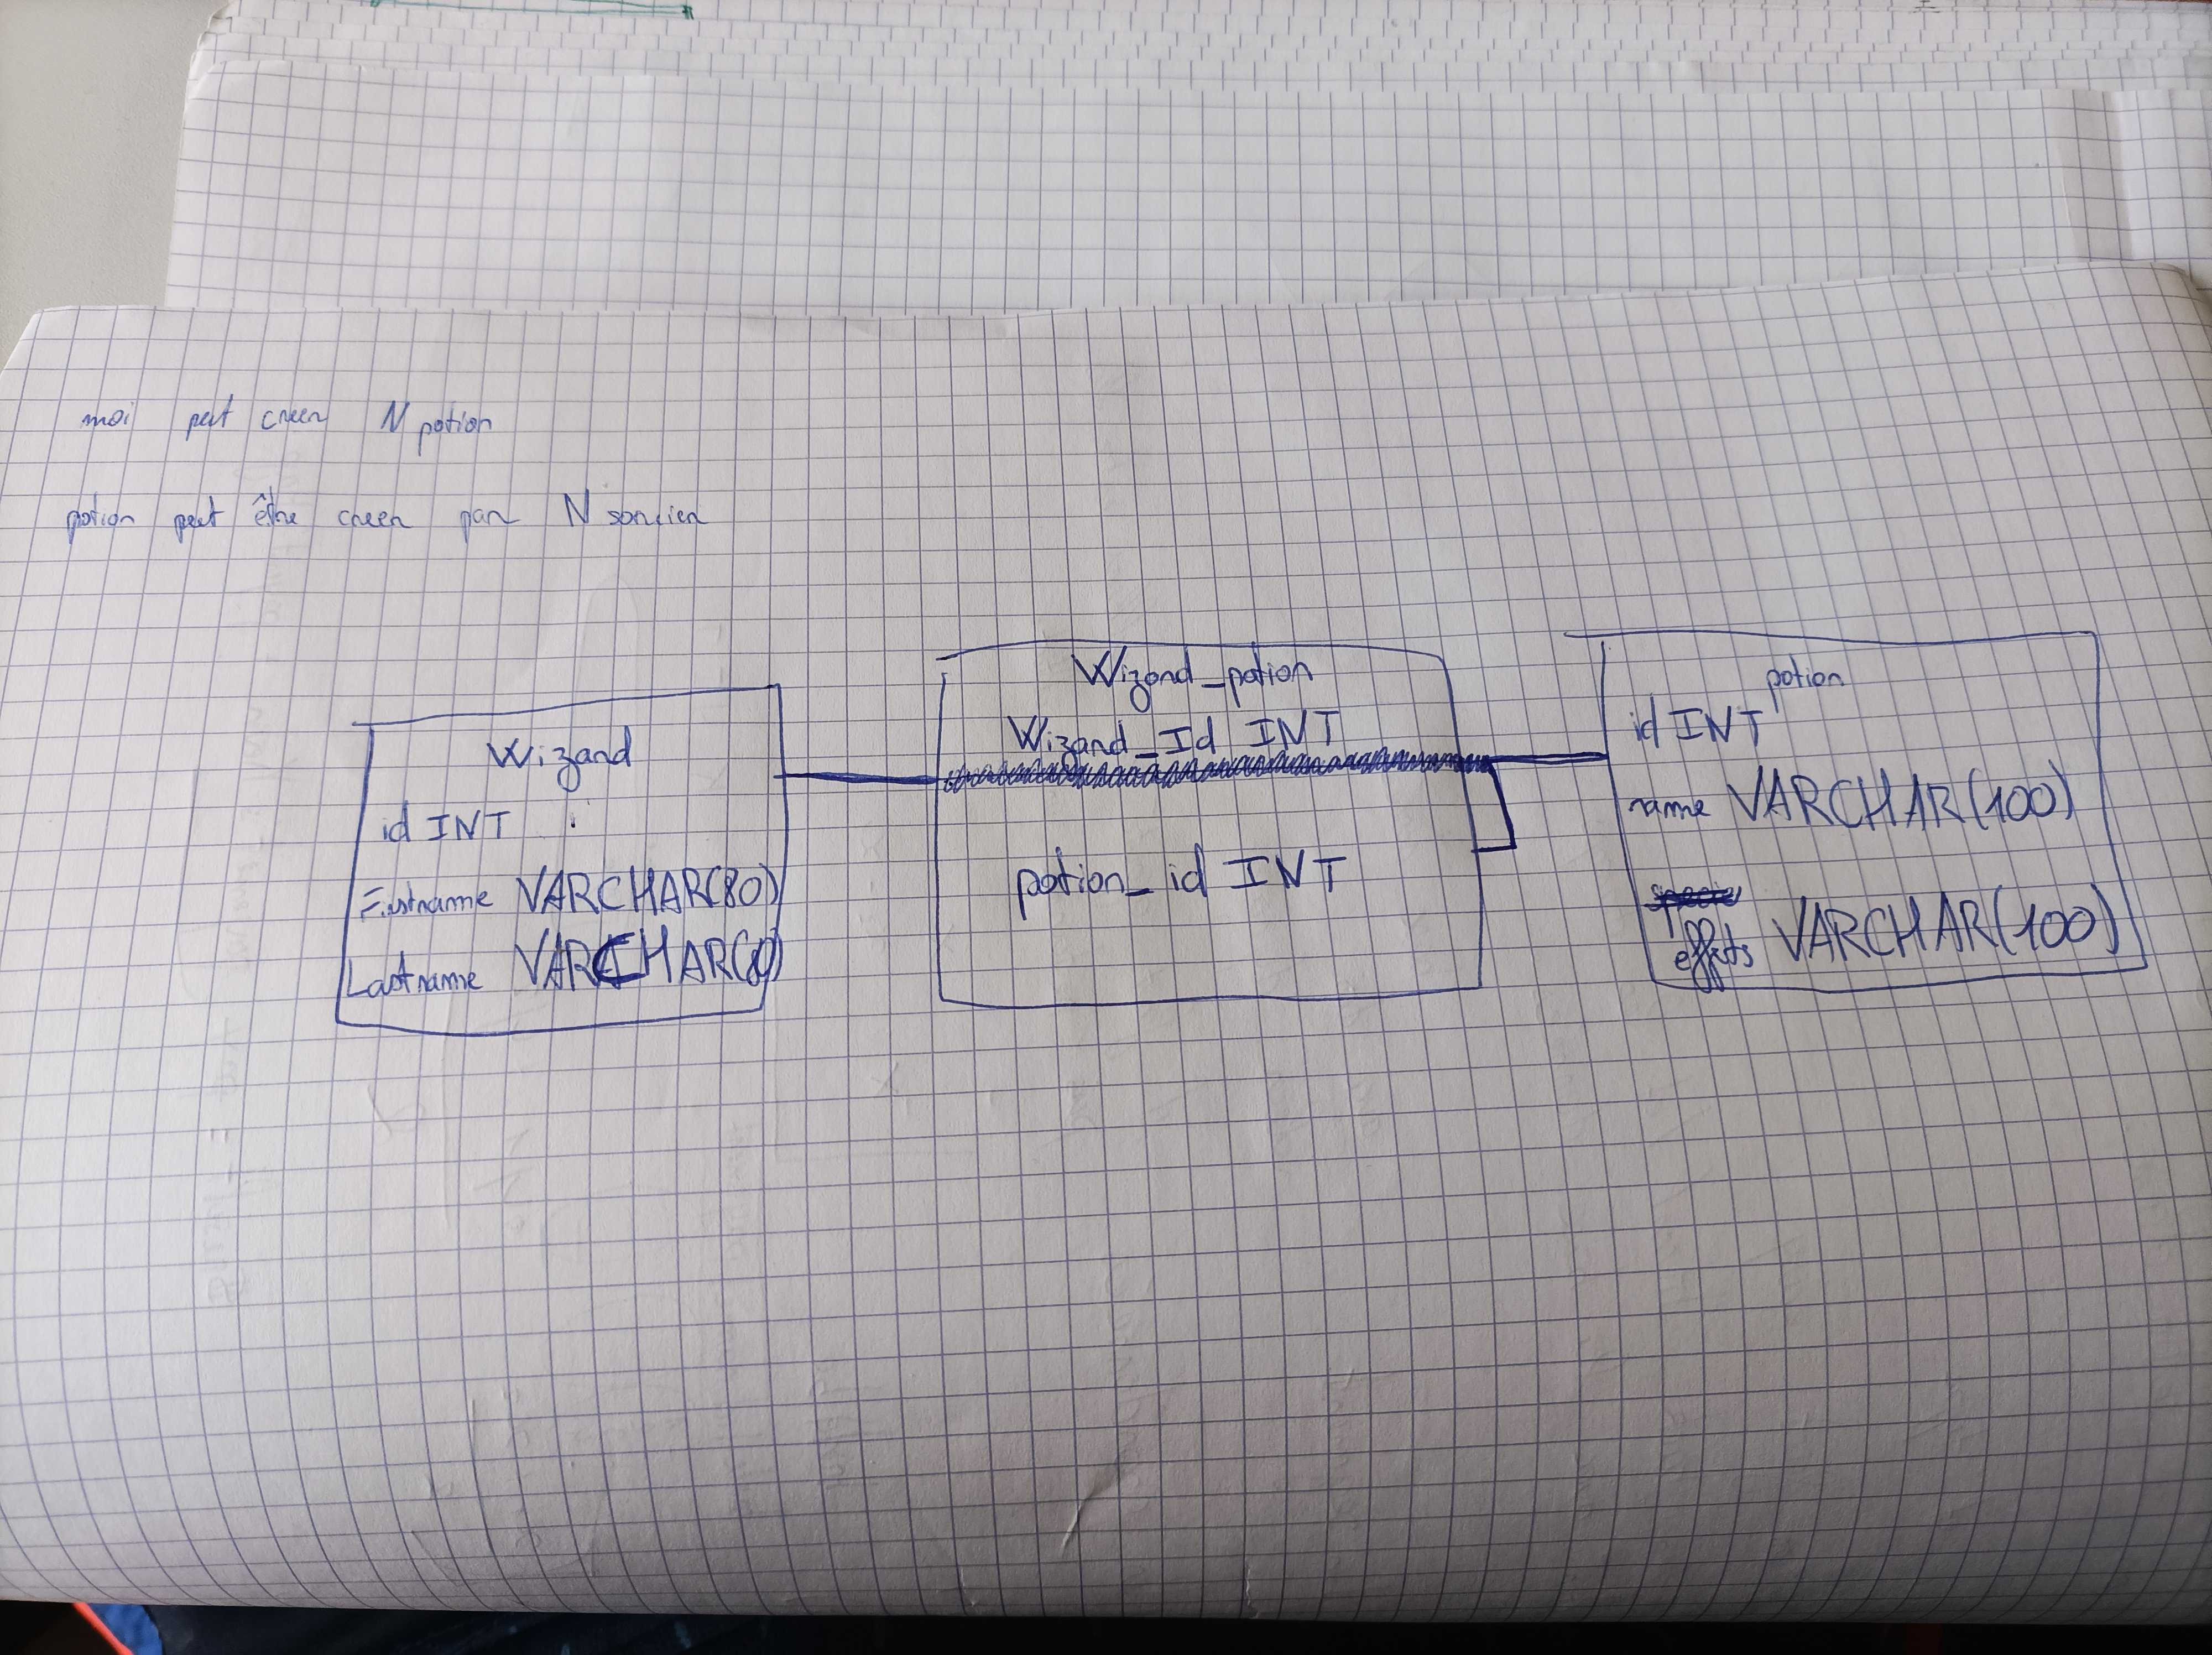 moi peut creer N potion
potion peut être creer par N sorcier
Wizard
id INT
Firstname VARCHAR(80)
Lastname VARCHAR(80)
Wizard_potion
Wizard_Id INT
potion_id INT
potion
id INT
name VARCHAR(100)
effets VARCHAR(100)